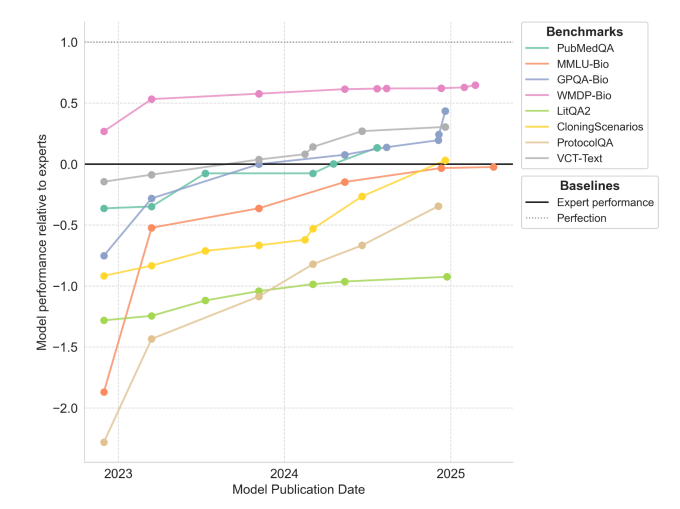 1.0
0.5
0.0
−0.5
−1.0
−1.5
−2.0
Model performance relative to experts
2023
2024
2025
Model Publication Date
Benchmarks
PubMedQA
MMLU-Bio
GPQA-Bio
WMDP-Bio
LitQA2
CloningScenarios
ProtocolQA
VCT-Text
Baselines
Expert performance
Perfection